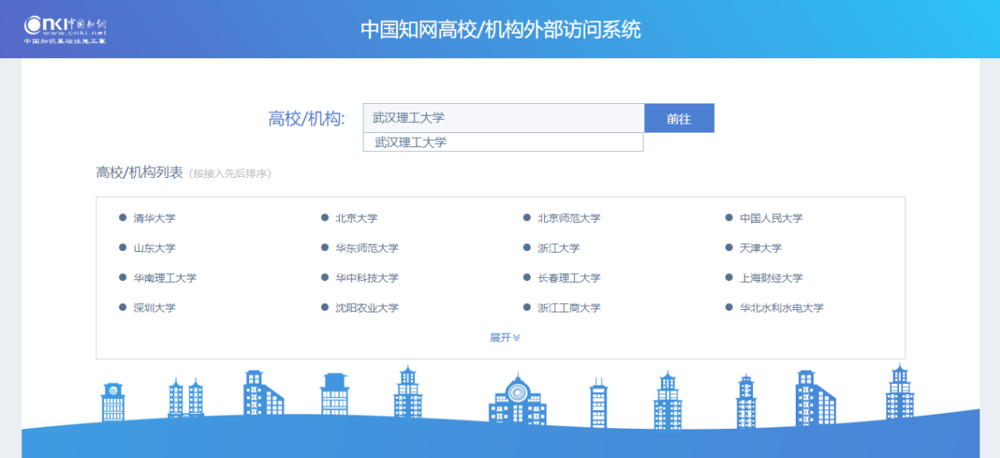 cnki中国知网
www.cnki.net
中国知识基础设施工程
中国知网高校/机构外部访问系统
高校/机构:
武汉理工大学
前往
武汉理工大学
高校/机构列表 (按接入先后排序)
清华大学 北京大学 北京师范大学 中国人民大学
山东大学 华东师范大学 浙江大学 天津大学
华南理工大学 华中科技大学 长春理工大学 上海财经大学
深圳大学 沈阳农业大学 浙江工商大学 华北水利水电大学
展开